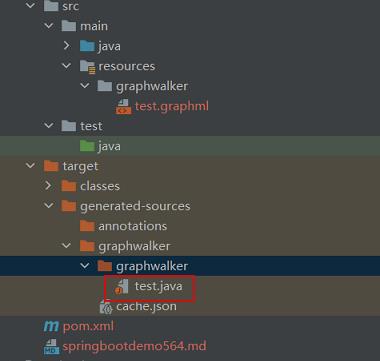 src
main
java
resources
graphwalker
test.graphml
test
java
target
classes
generated-sources
annotations
graphwalker
graphwalker
test.java
cache.json
pom.xml
springbootdemo564.md